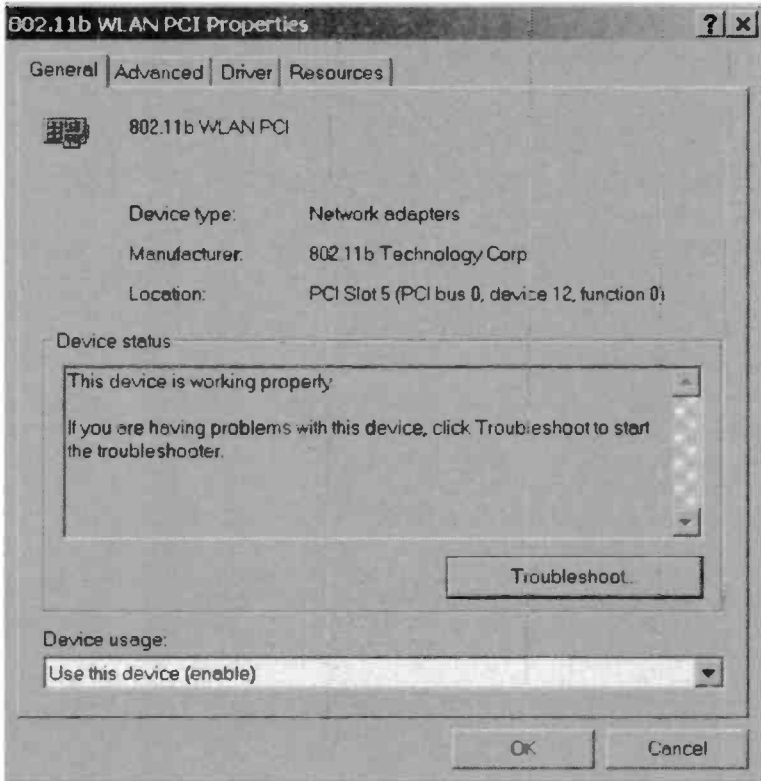 802.11b WLAN PCI Properties
? ×
General Advanced Driver Resources
802.11b WLAN PCI
Device type: Network adapters
Manufacturer: 802.11b Technology Corp
Location: PCI Slot 5 (PCI bus 0, device 12, function 0)
Device status
This device is working properly.
If you are having problems with this device, click Troubleshoot to start
the troubleshooter.
Troubleshoot...
Device usage:
Use this device (enable)
OK Cancel